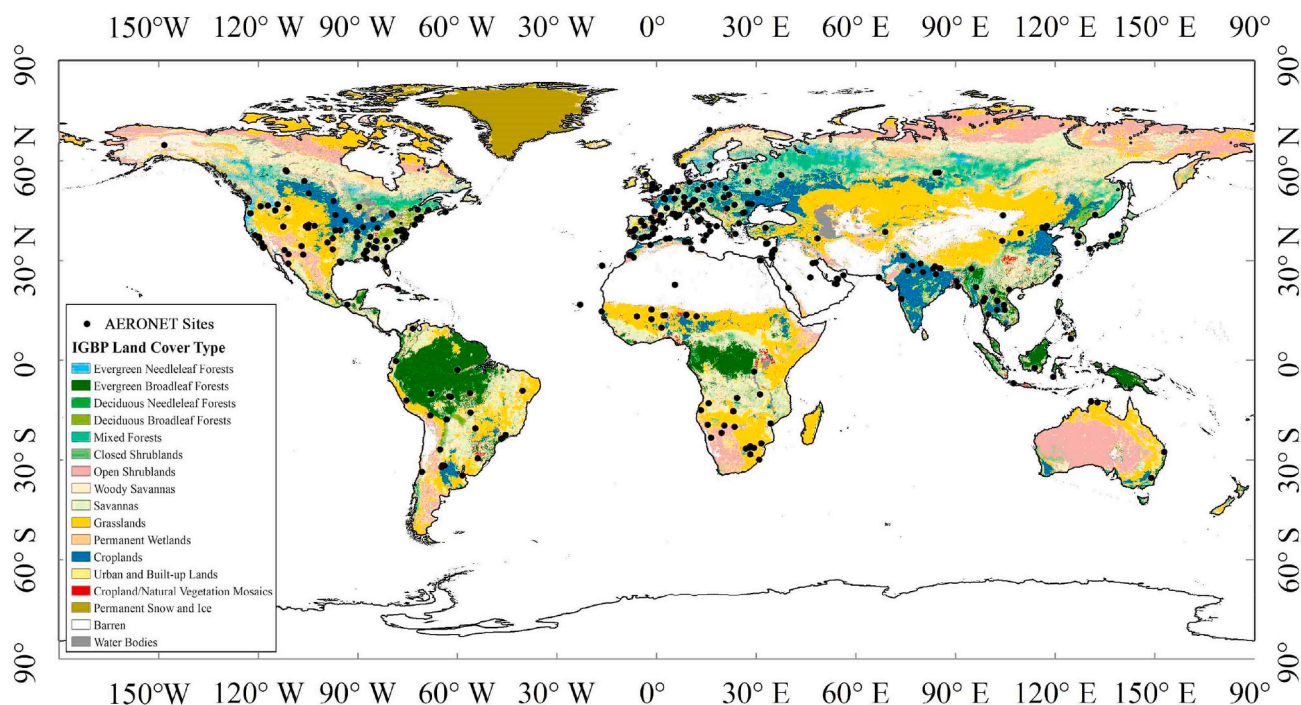 150°W 120° W 90° W 60° W 30° W 0° 30° E 60° E 90° E 120° E 150° E 90°
90° 90°
60° N 60° N
30° N 30° N
0° 0°
30° S 30° S
60° S 60° S
90° 90°
AERONET Sites
IGBP Land Cover Type
Evergreen Needleleaf Forests
Evergreen Broadleaf Forests
Deciduous Needleleaf Forests
Deciduous Broadleaf Forests
Mixed Forests
Closed Shrublands
Open Shrublands
Woody Savannas
Savannas
Grasslands
Permanent Wetlands
Croplands
Urban and Built-up Lands
Cropland/Natural Vegetation Mosaics
Permanent Snow and Ice
Barren
Water Bodies
150°W 120° W 90° W 60° W 30° W 0° 30° E 60° E 90° E 120° E 150° E 90°